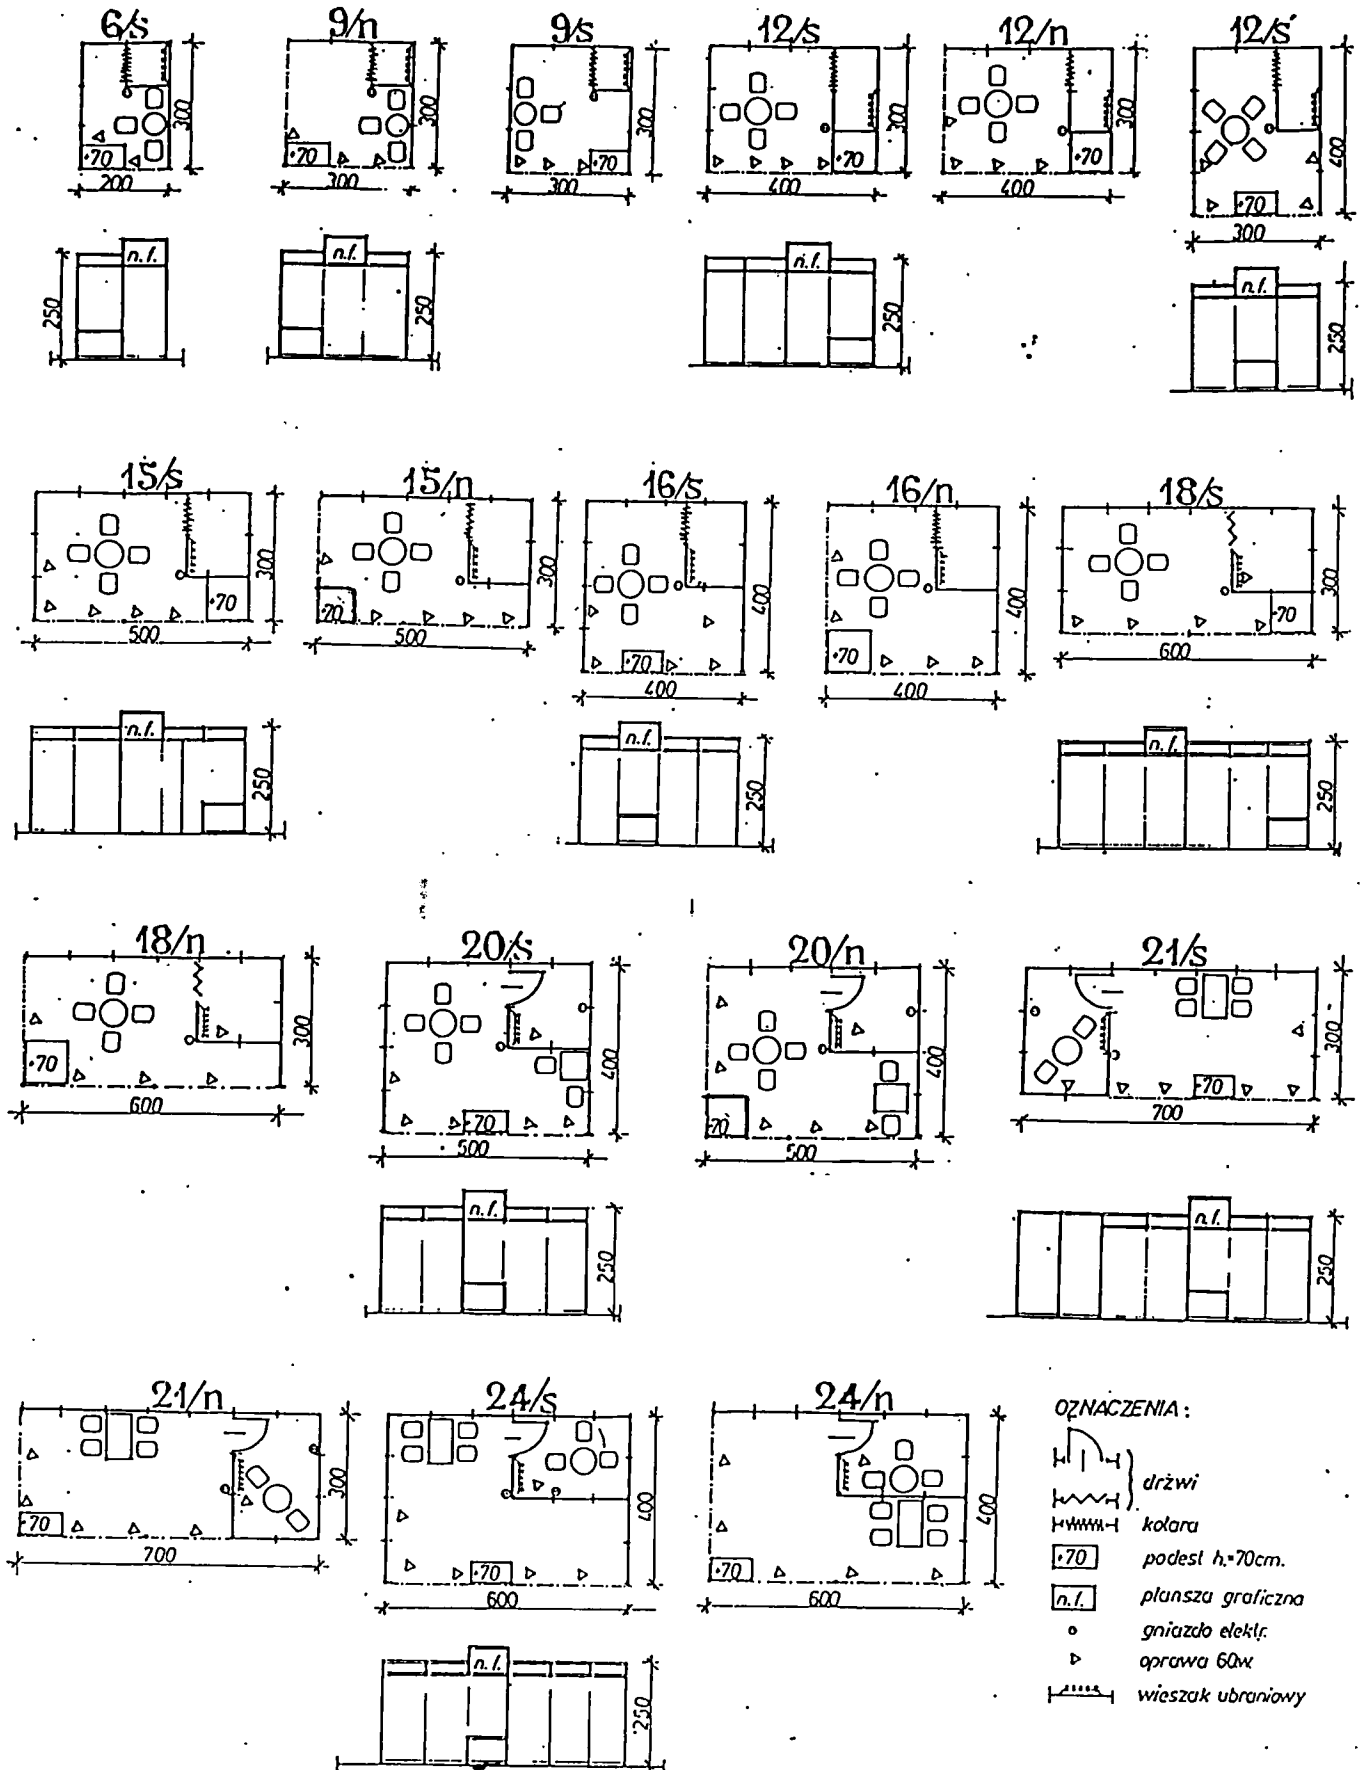 6/s 9/n 9/s 12/s 12/n 12/s'
300 300 300 300 300 400
+70 +70 +70 +70 +70 +70
200 300 300 400 400 300
n.f. n.f. n.f. n.f.
250 250 250 250
15/s 15/n 16/s 16/n 18/s
300 300 400 400 300
+70 +70 +70 +70 +70
500 500 400 400 600
n.f. n.f. n.f.
250 250 250
18/n 20/s 20/n 21/s
300 400 400 300
+70 +70 +70 +70
600 500 500 700
n.f. n.f.
250 250
21/n 24/s 24/n
300 400 400
+70 +70 +70
700 600 600
n.f.
250
OZNACZENIA:
drzwi
kotara
+70 podest h.=70cm.
n.f. plansza graficzna
gniazdo elektr.
oprawa 60w.
wieszak ubraniowy